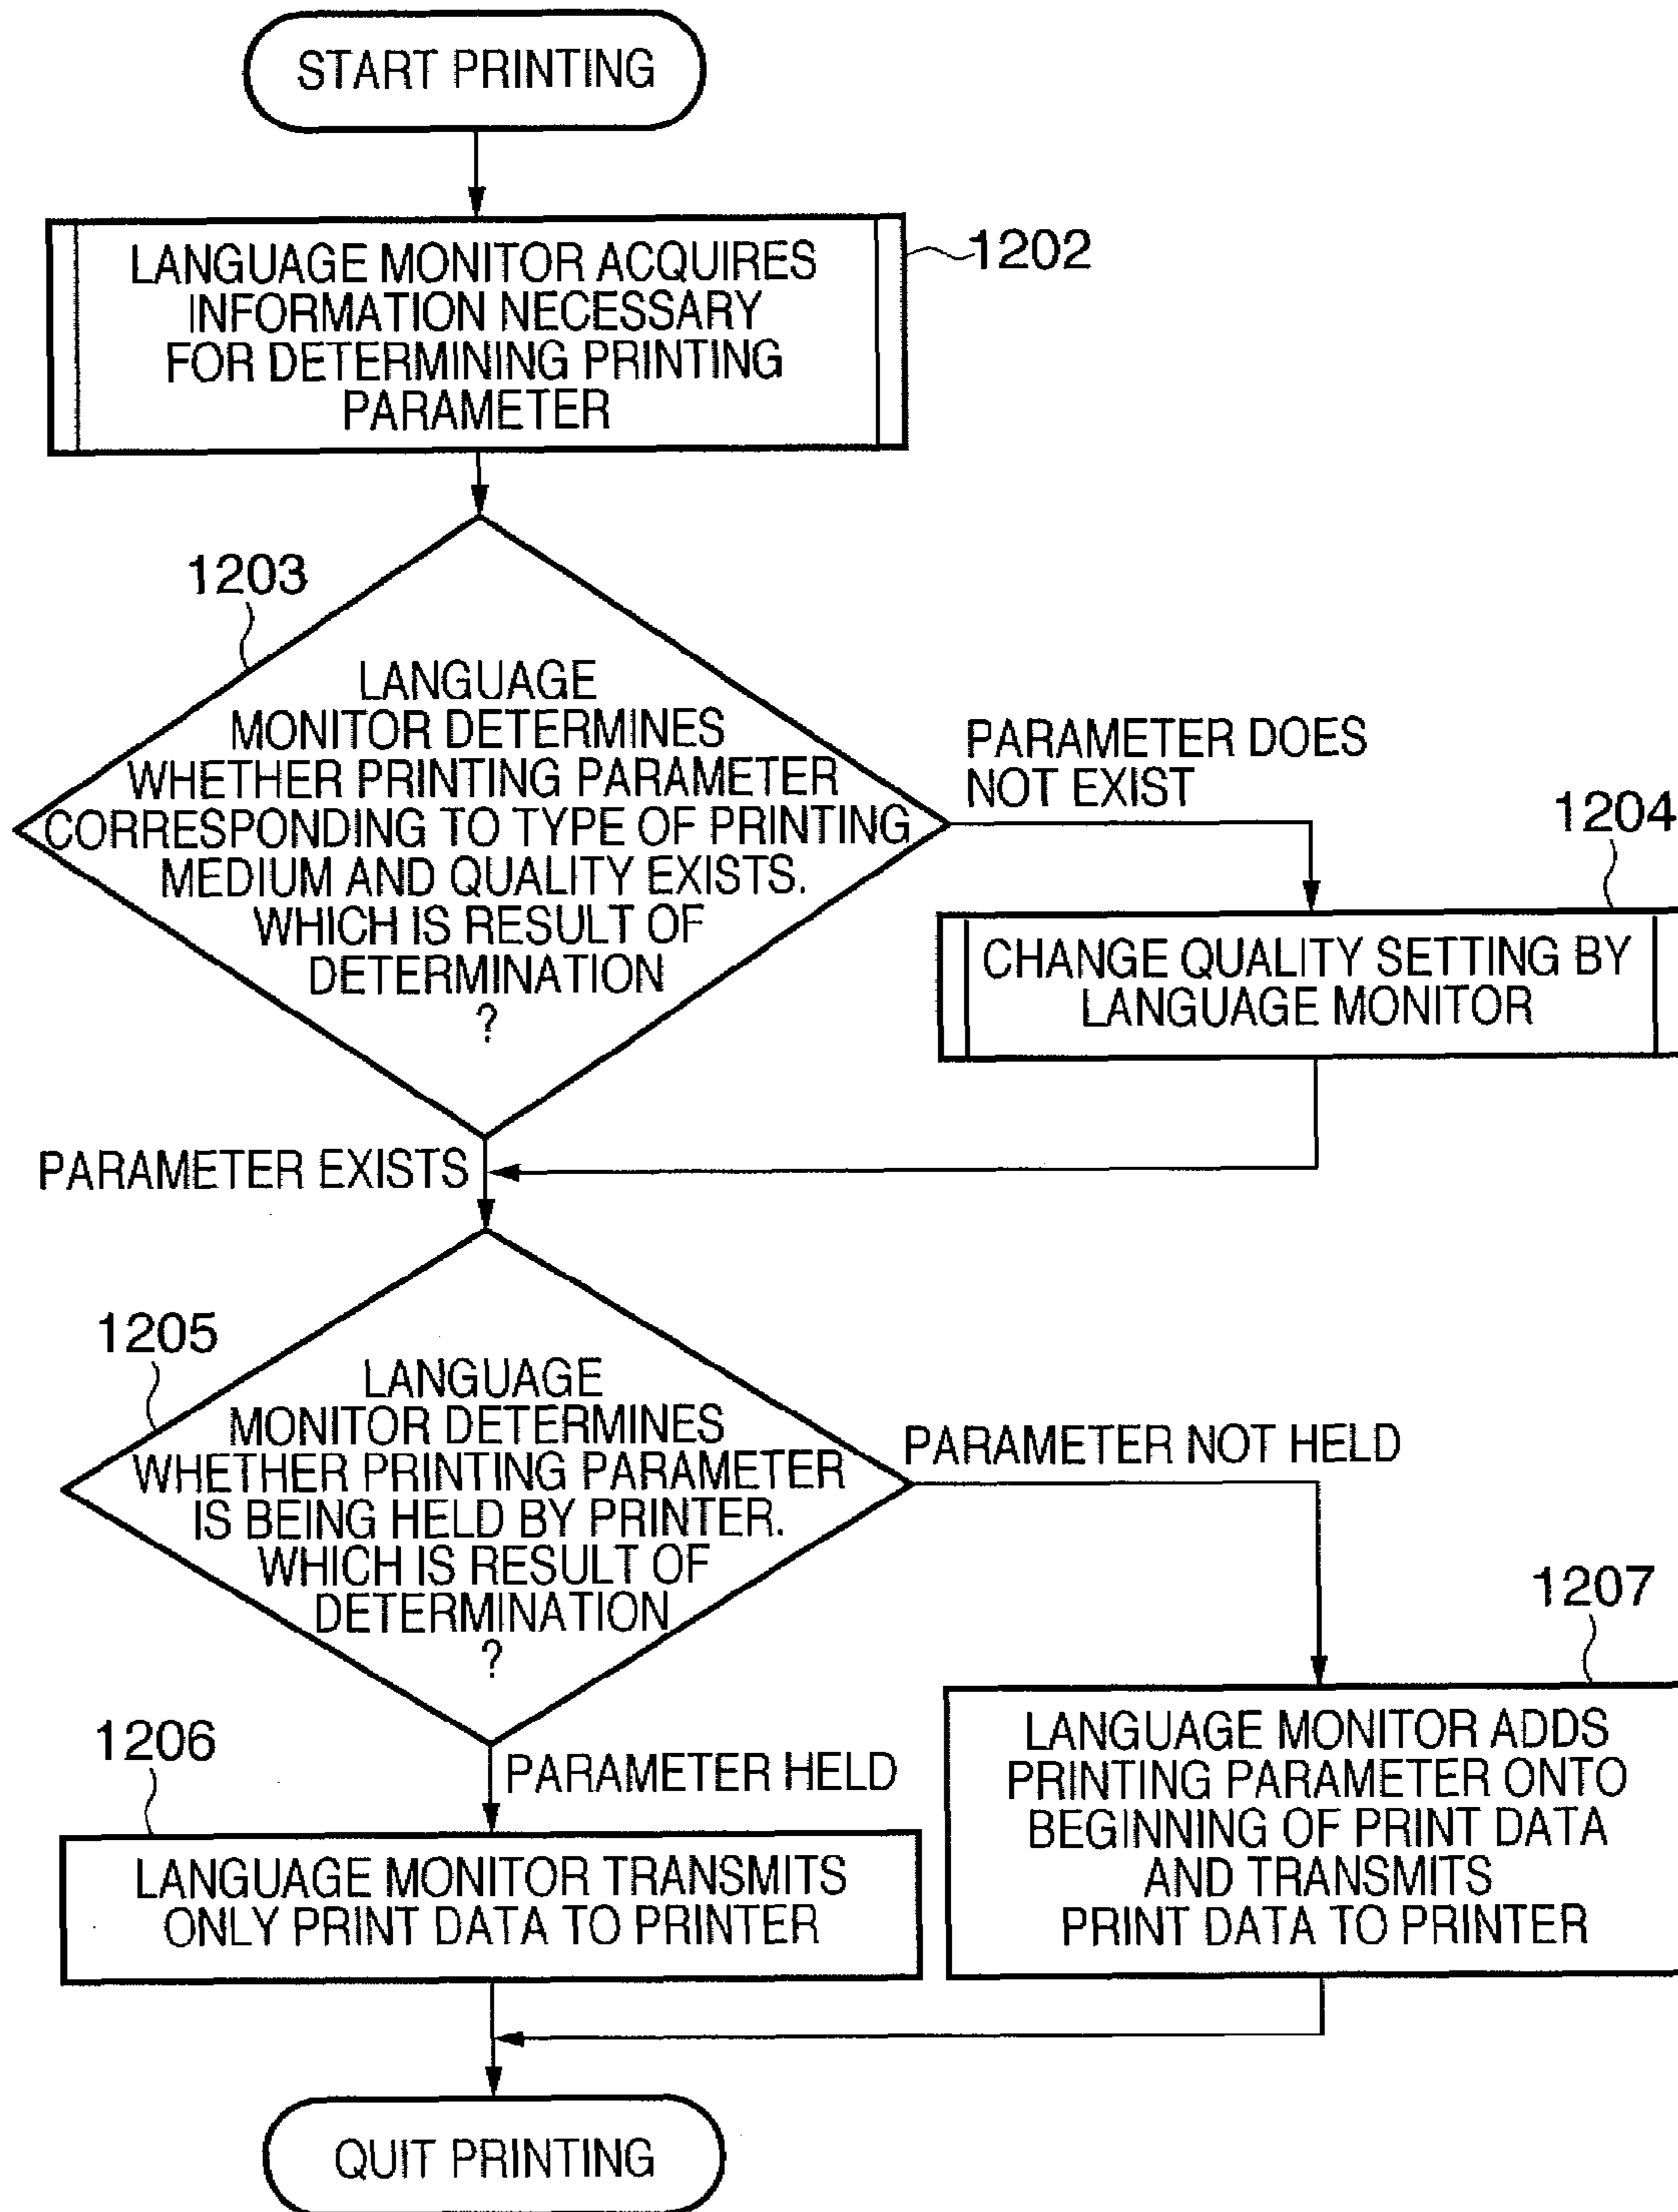 START PRINTING
LANGUAGE MONITOR ACQUIRES
INFORMATION NECESSARY
FOR DETERMINING PRINTING
PARAMETER
1202
1203
LANGUAGE
MONITOR DETERMINES
WHETHER PRINTING PARAMETER
CORRESPONDING TO TYPE OF PRINTING
MEDIUM AND QUALITY EXISTS.
WHICH IS RESULT OF
DETERMINATION
?
PARAMETER DOES
NOT EXIST
1204
CHANGE QUALITY SETTING BY
LANGUAGE MONITOR
PARAMETER EXISTS
1205
LANGUAGE
MONITOR DETERMINES
WHETHER PRINTING PARAMETER
IS BEING HELD BY PRINTER.
WHICH IS RESULT OF
DETERMINATION
?
PARAMETER NOT HELD
1207
LANGUAGE MONITOR ADDS
PRINTING PARAMETER ONTO
BEGINNING OF PRINT DATA
AND TRANSMITS
PRINT DATA TO PRINTER
1206
PARAMETER HELD
LANGUAGE MONITOR TRANSMITS
ONLY PRINT DATA TO PRINTER
QUIT PRINTING